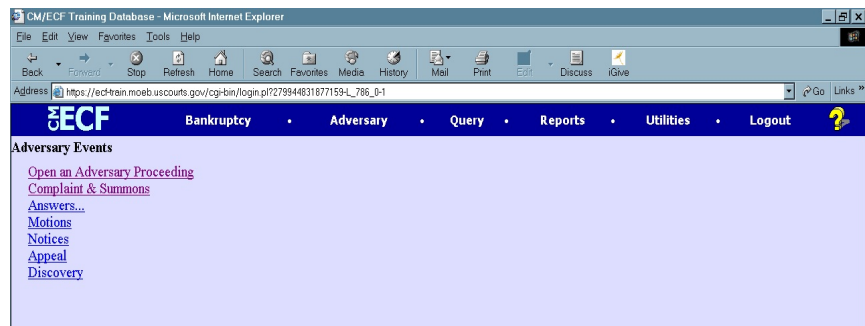 CM/ECF Training Database - Microsoft Internet Explorer
File Edit View Favorites Tools Help
Back Forward Stop Refresh Home Search Favorites Media History Mail Print Edit Discuss iGive
Address https://ecf-train.moeb.uscourts.gov/cgi-bin/login.pl?279944831877159-L_786_0-1 Go Links »
CM ECF Bankruptcy • Adversary • Query • Reports • Utilities • Logout ?
Adversary Events
Open an Adversary Proceeding
Complaint & Summons
Answers...
Motions
Notices
Appeal
Discovery